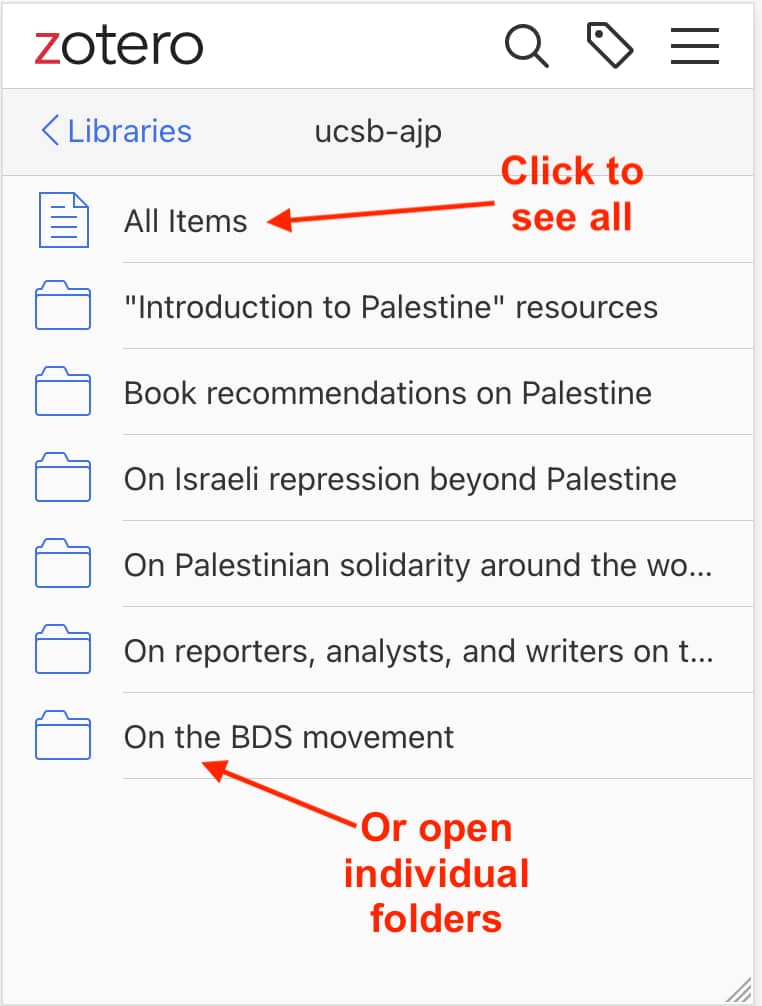 zotero
Libraries
ucsb-ajp
Click to
see all
All Items
"Introduction to Palestine" resources
Book recommendations on Palestine
On Israeli repression beyond Palestine
On Palestinian solidarity around the wo...
On reporters, analysts, and writers on t...
On the BDS movement
Or open
individual
folders